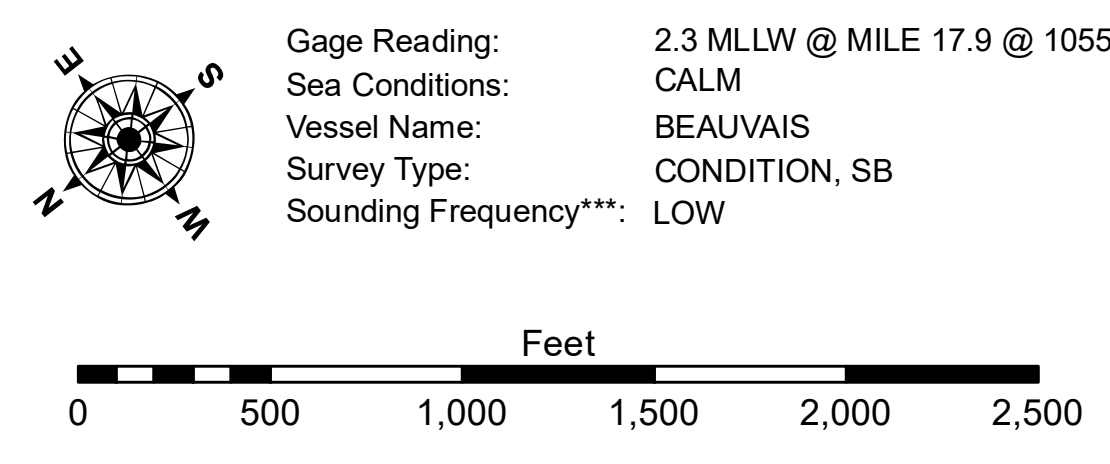 E
S
N
W
Gage Reading: 2.3 MLLW @ MILE 17.9 @ 1055
Sea Conditions: CALM
Vessel Name: BEAUVAIS
Survey Type: CONDITION, SB
Sounding Frequency***: LOW
Feet
0 500 1,000 1,500 2,000 2,500